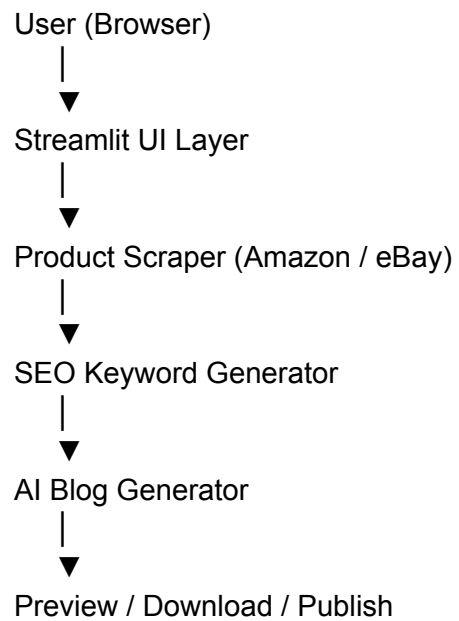 User (Browser)
Streamlit UI Layer
Product Scraper (Amazon / eBay)
SEO Keyword Generator
AI Blog Generator
Preview / Download / Publish